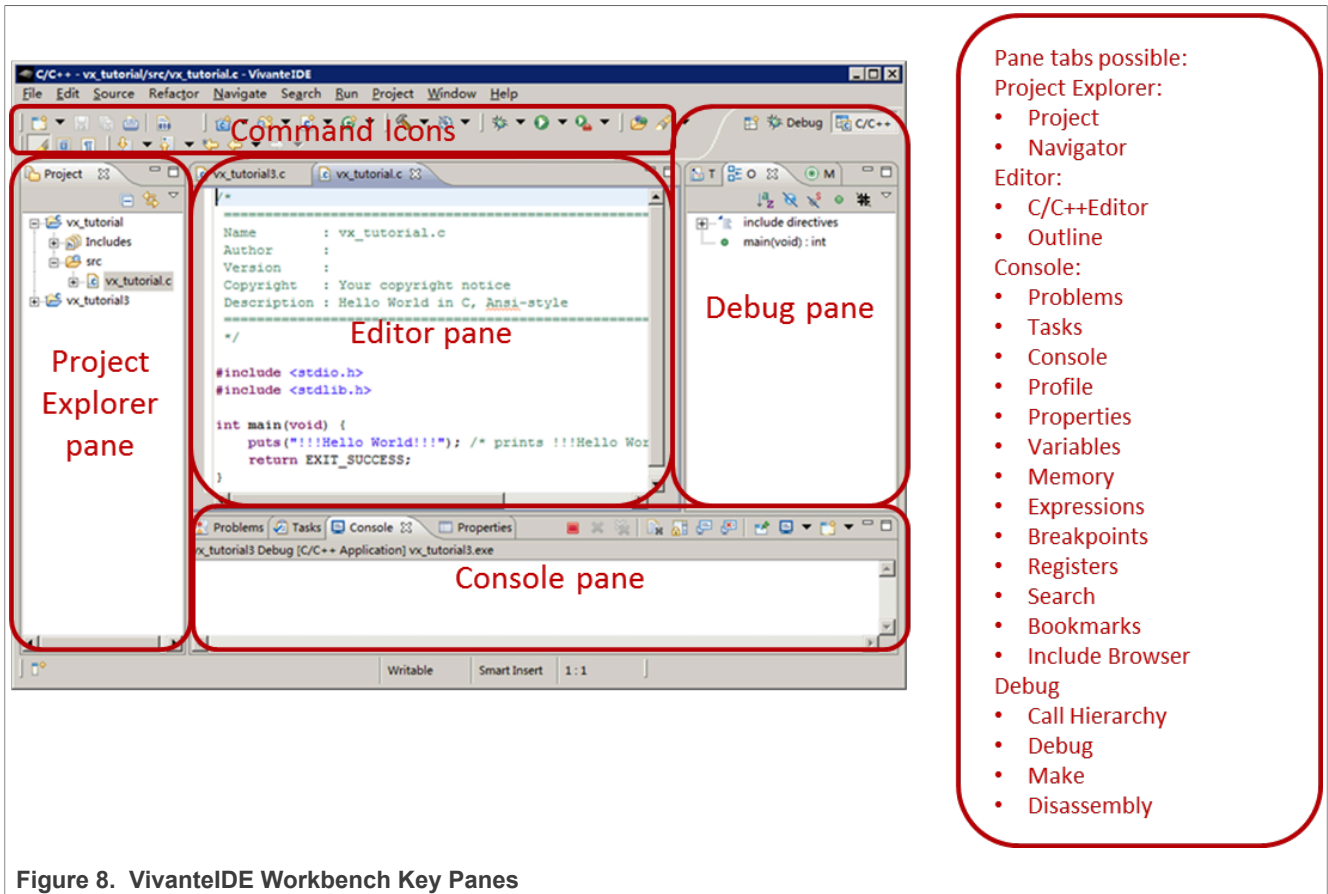 C/C++ - vx_tutorial/src/vx_tutorial.c - VivanteIDE
File Edit Source Refactor Navigate Search Run Project Window Help
Command Icons
Debug C/C++
Project
vx_tutorial
Includes
src
vx_tutorial.c
vx_tutorial3
Project
Explorer
pane
vx_tutorial3.c vx_tutorial.c
/*
============================================
Name : vx_tutorial.c
Author :
Version :
Copyright : Your copyright notice
Description : Hello World in C, Ansi-style
============================================
*/
Editor pane
#include <stdio.h>
#include <stdlib.h>
int main(void) {
puts("!!!Hello World!!!"); /* prints !!!Hello Wor
return EXIT_SUCCESS;
}
T O M
include directives
main(void) : int
Debug pane
Problems Tasks Console Properties
vx_tutorial3 Debug [C/C++ Application] vx_tutorial3.exe
Console pane
Writable Smart Insert 1 : 1
Pane tabs possible:
Project Explorer:
• Project
• Navigator
Editor:
• C/C++Editor
• Outline
Console:
• Problems
• Tasks
• Console
• Profile
• Properties
• Variables
• Memory
• Expressions
• Breakpoints
• Registers
• Search
• Bookmarks
• Include Browser
Debug
• Call Hierarchy
• Debug
• Make
• Disassembly
Figure 8. VivanteIDE Workbench Key Panes